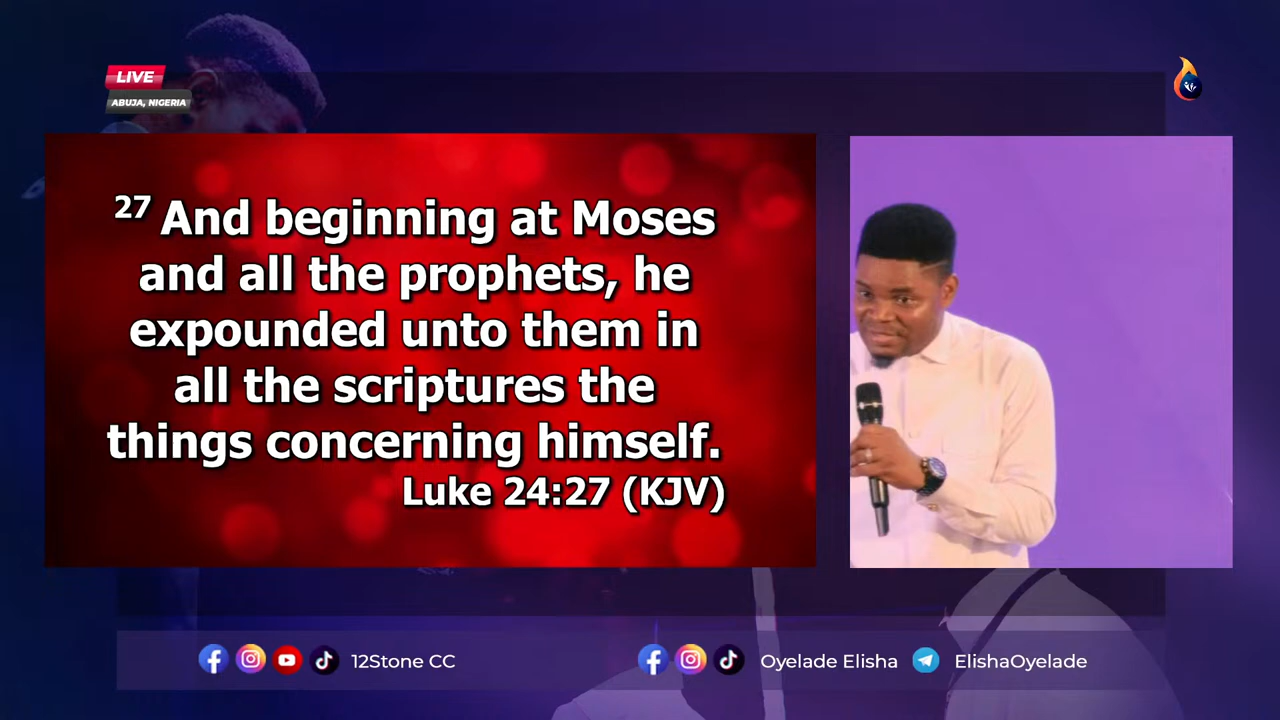 LIVE
ABUJA, NIGERIA
27 And beginning at Moses
and all the prophets, he
expounded unto them in
all the scriptures the
things concerning himself.
Luke 24:27 (KJV)
12Stone CC
Oyelade Elisha
ElishaOyelade